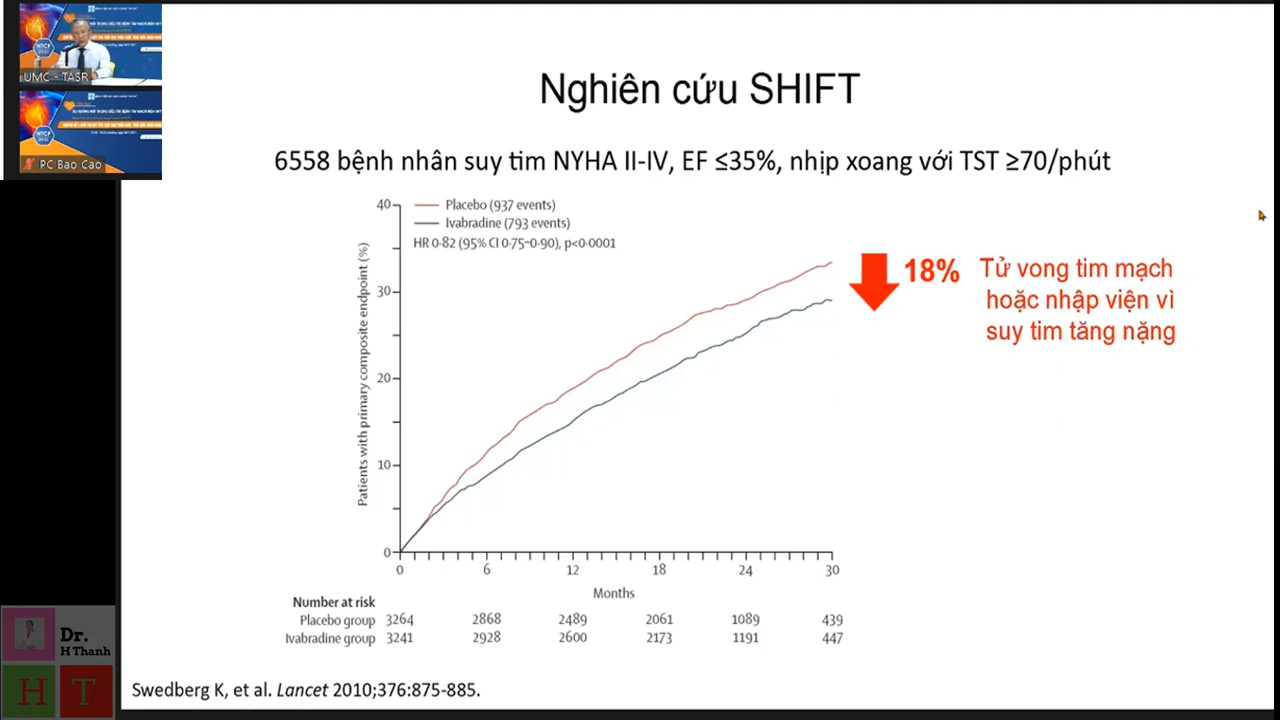 Nghiên cứu SHIFT
6558 bệnh nhân suy tim NYHA II-IV, EF ≤35%, nhịp xoang với TST ≥70/phút
Placebo (937 events)
Ivabradine (793 events)
HR 0·82 (95% CI 0·75–0·90), p<0·0001
Patients with primary composite endpoint (%)
40
30
20
10
0
0 6 12 18 24 30
Months
18%
Tử vong tim mạch
hoặc nhập viện vì
suy tim tăng nặng
Number at risk
Placebo group 3264 2868 2489 2061 1089 439
Ivabradine group 3241 2928 2600 2173 1191 447
Swedberg K, et al. Lancet 2010;376:875-885.
UMC - TASR
NTCF
PC Bao Cao
Dr.
H Thanh
H T